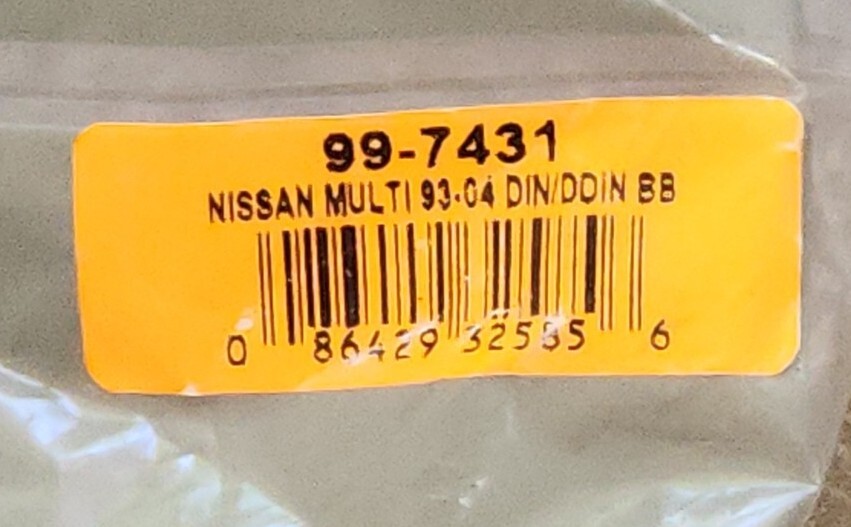 99-7431
NISSAN MULTI 93-04 DIN/DDIN BB
0 86429 32585 6